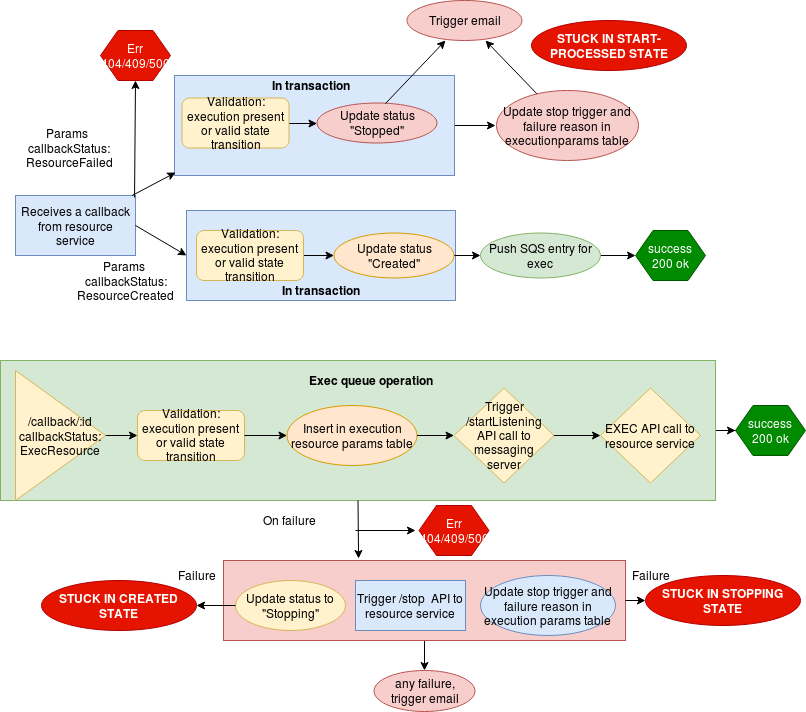 Trigger email
STUCK IN START-
PROCESSED STATE
Err
404/409/500
In transaction
Validation:
execution present
or valid state
transition
Update status
"Stopped"
Update stop trigger and
failure reason in
executionparams table
Params
callbackStatus:
ResourceFailed
Receives a callback
from resource
service
Validation:
execution present
or valid state
transition
Update status
"Created"
In transaction
Push SQS entry for
exec
success
200 ok
Params
callbackStatus:
ResourceCreated
Exec queue operation
/callback/:id
callbackStatus:
ExecResource
Validation:
execution present
or valid state
transition
Insert in execution
resource params table
Trigger
/startListening
API call to
messaging
server
EXEC API call to
resource service
success
200 ok
On failure
Err
404/409/500
Failure
STUCK IN CREATED
STATE
Update status to
"Stopping"
Trigger /stop API to
resource service
Update stop trigger and
failure reason in
execution params table
Failure
STUCK IN STOPPING
STATE
any failure,
trigger email